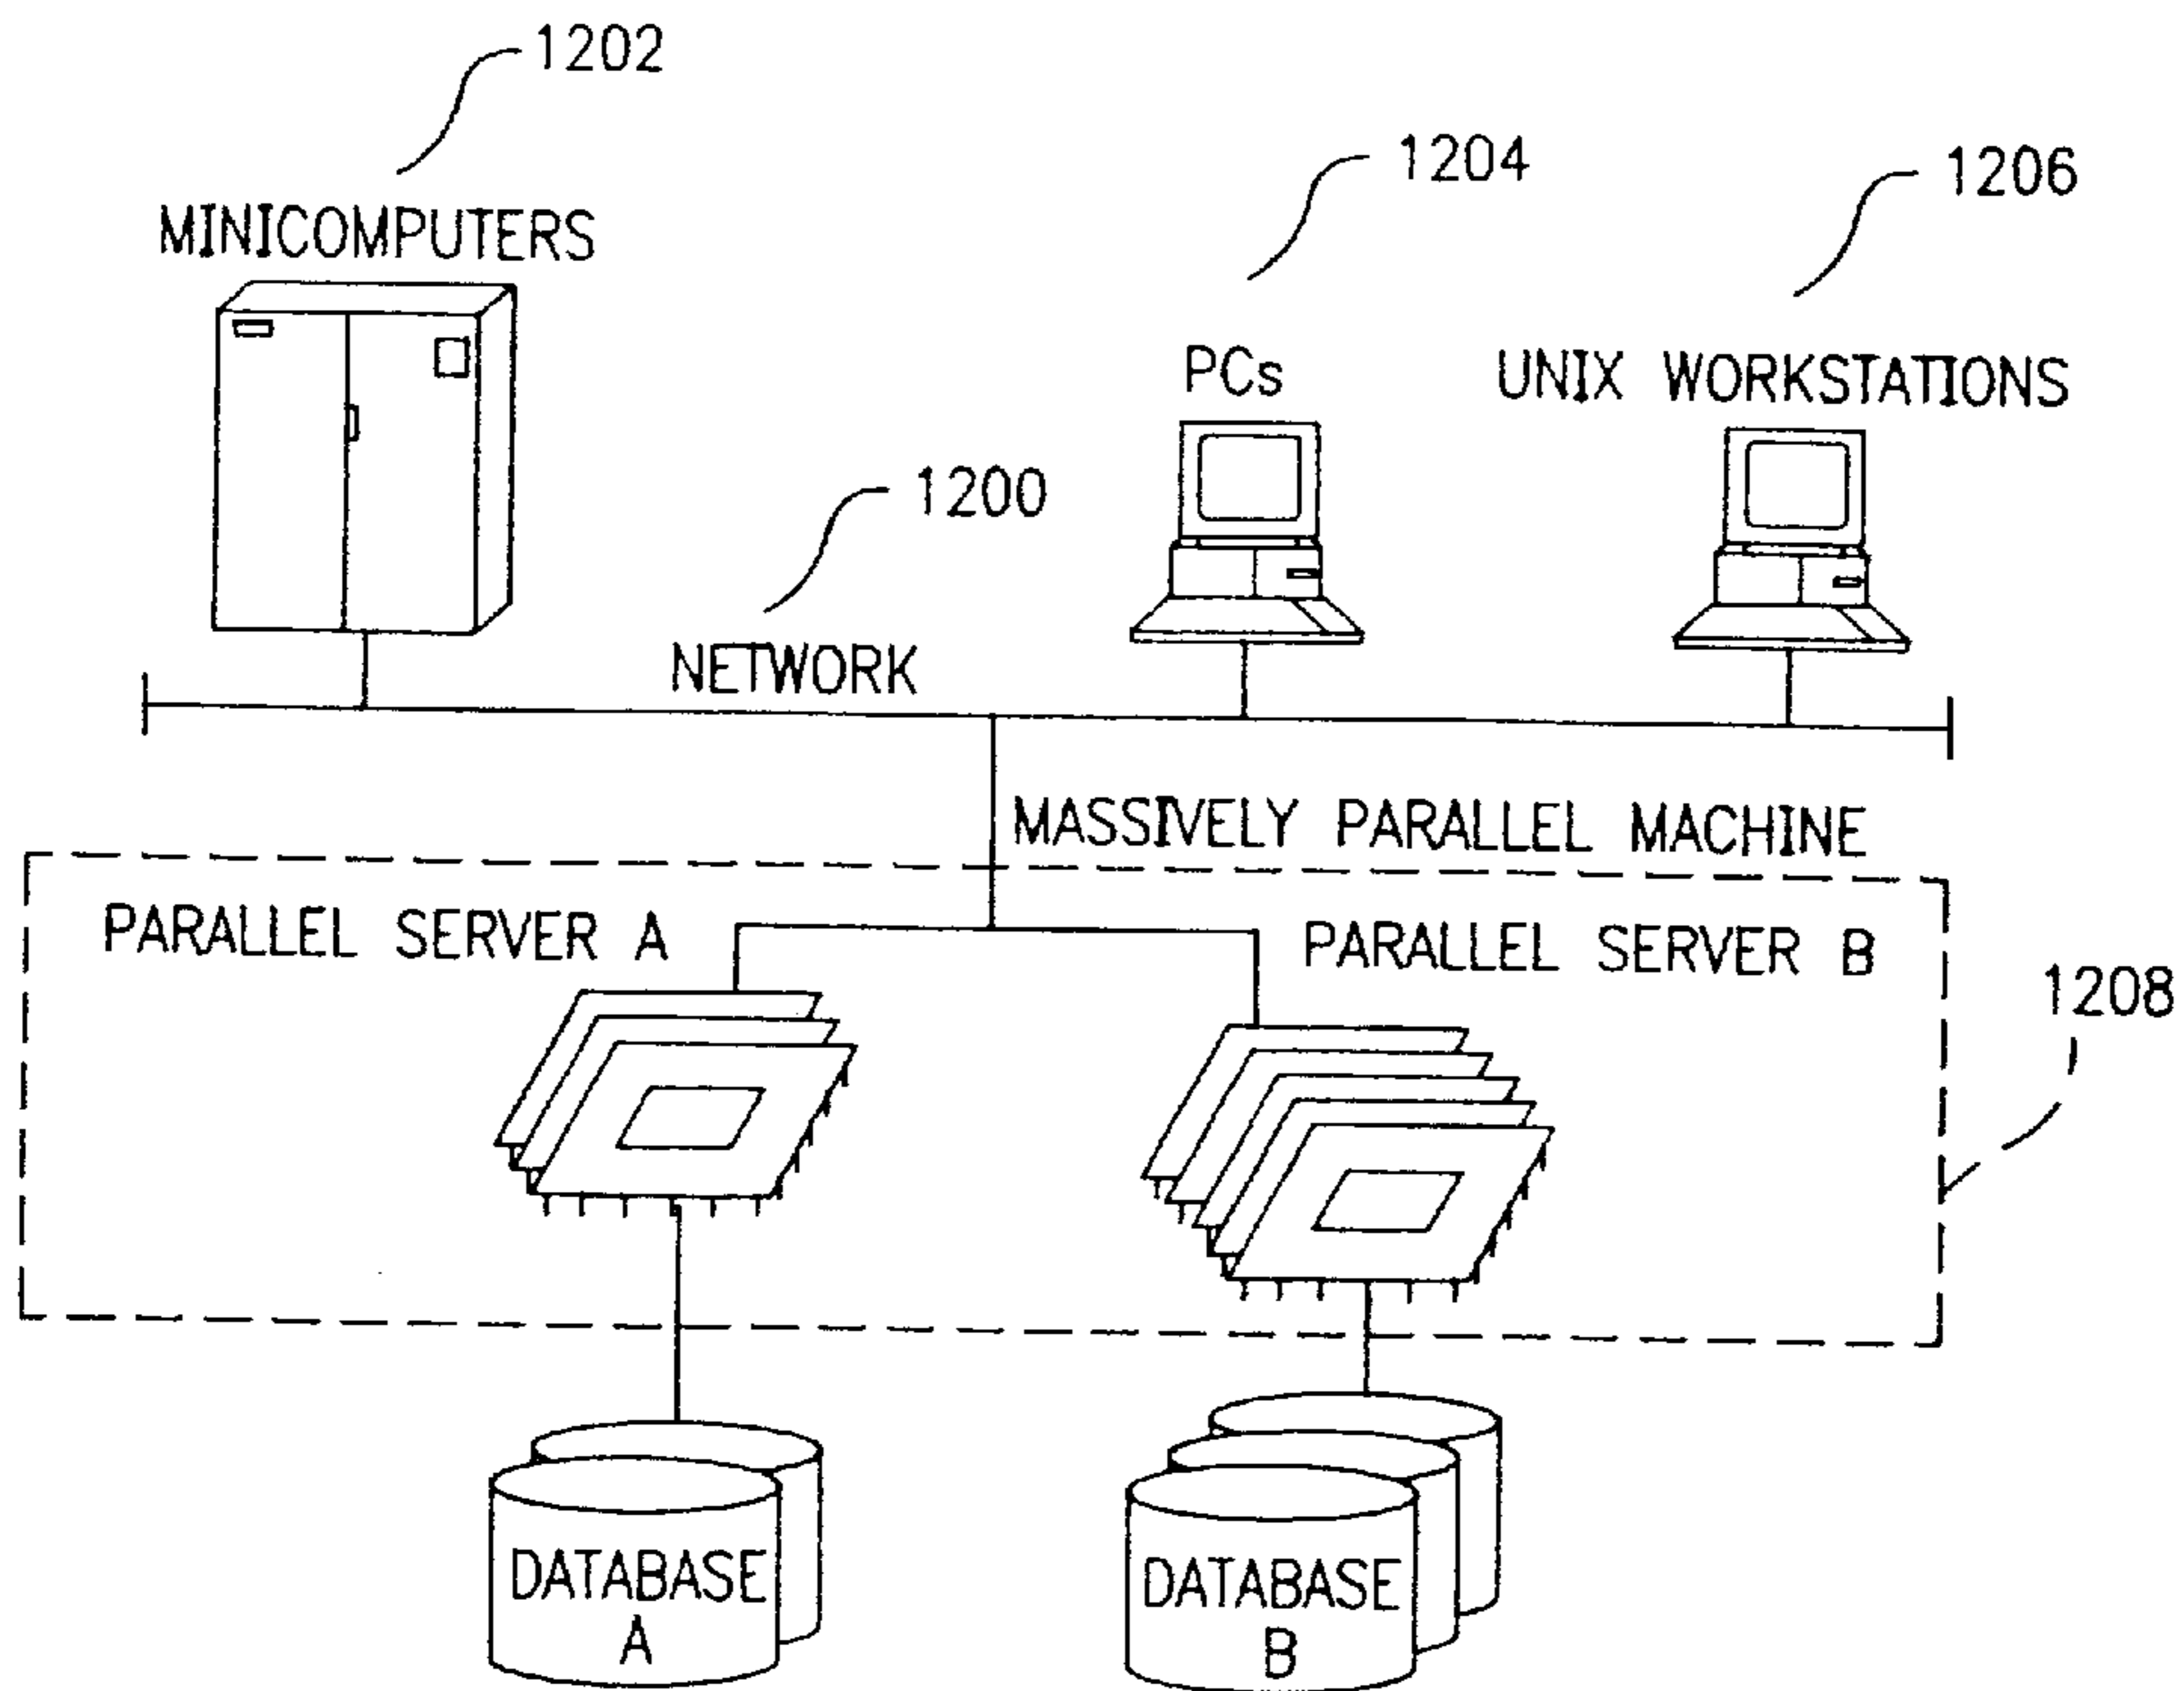 1202
1204
1206
MINICOMPUTERS
PCs
UNIX WORKSTATIONS
1200
NETWORK
MASSIVELY PARALLEL MACHINE
PARALLEL SERVER A
PARALLEL SERVER B
1208
DATABASE
A
DATABASE
B